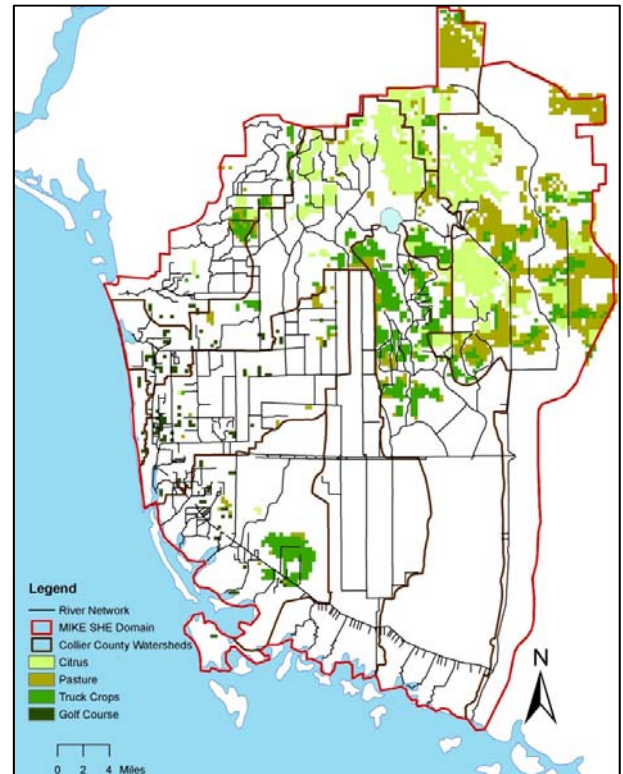 N
Legend
River Network
MIKE SHE Domain
Collier County Watersheds
Citrus
Pasture
Truck Crops
Golf Course
0 2 4 Miles